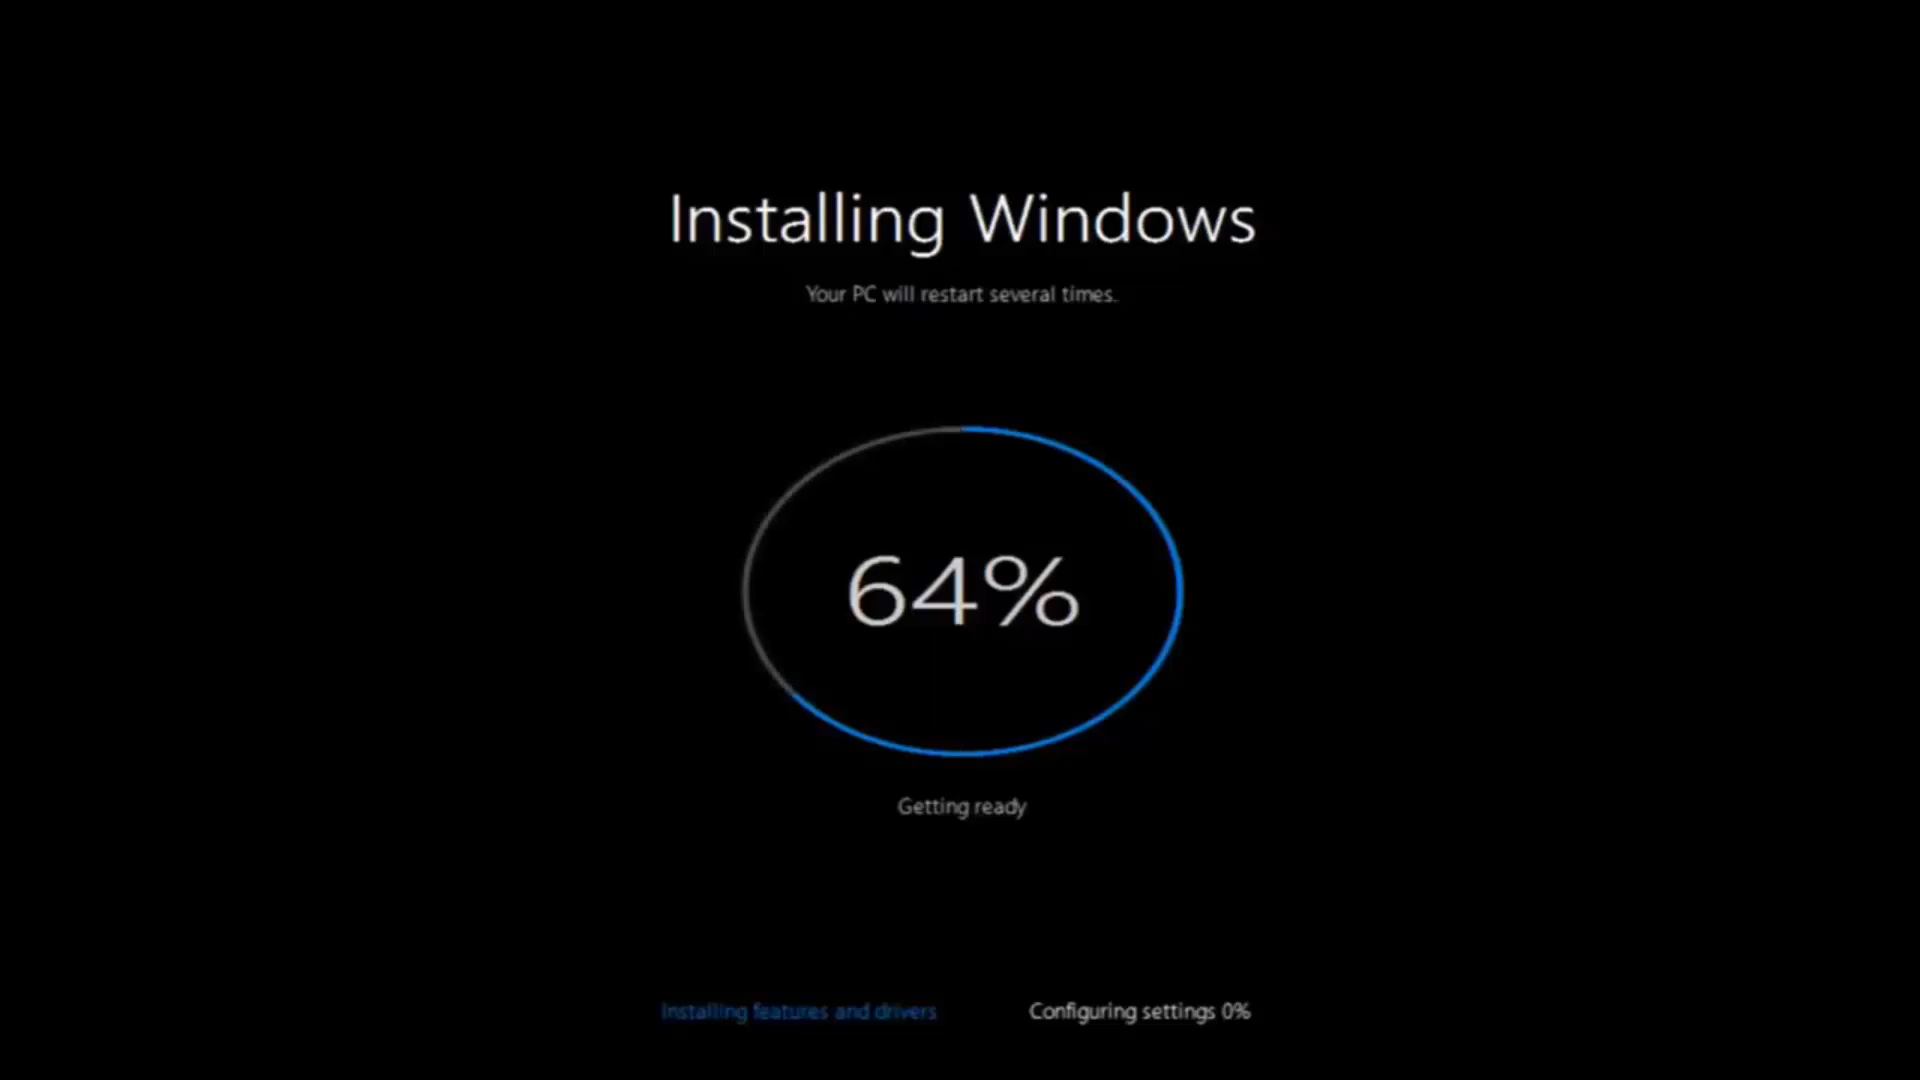 Installing Windows
Your PC will restart several times.
64%
Getting ready
Installing features and drivers
Configuring settings 0%